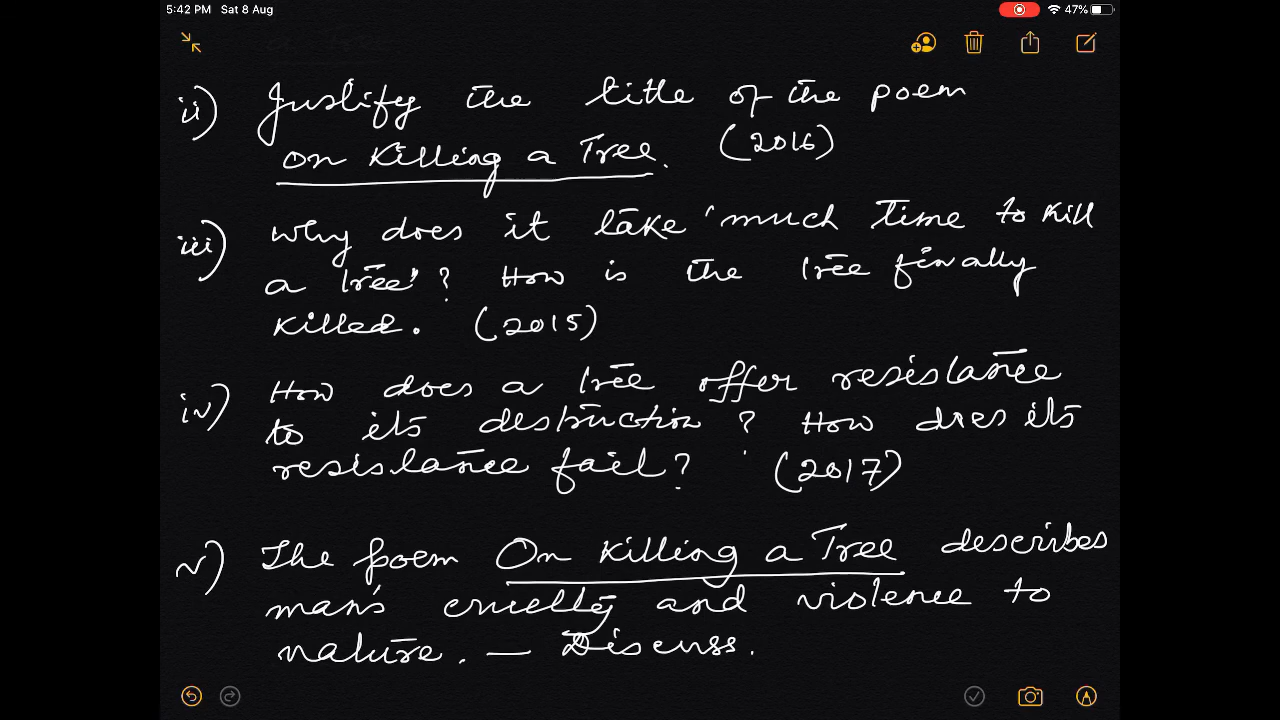 5:42 PM Sat 8 Aug 47%
ii) Justify the title of the poem
On Killing a Tree. (2016)
iii) Why does it take 'much time to kill
a tree'? How is the tree finally
killed. (2015)
iv) How does a tree offer resistance
to its destruction? How does its
resistance fail? (2017)
v) The poem On Killing a Tree describes
man's cruelty and violence to
nature. — Discuss.